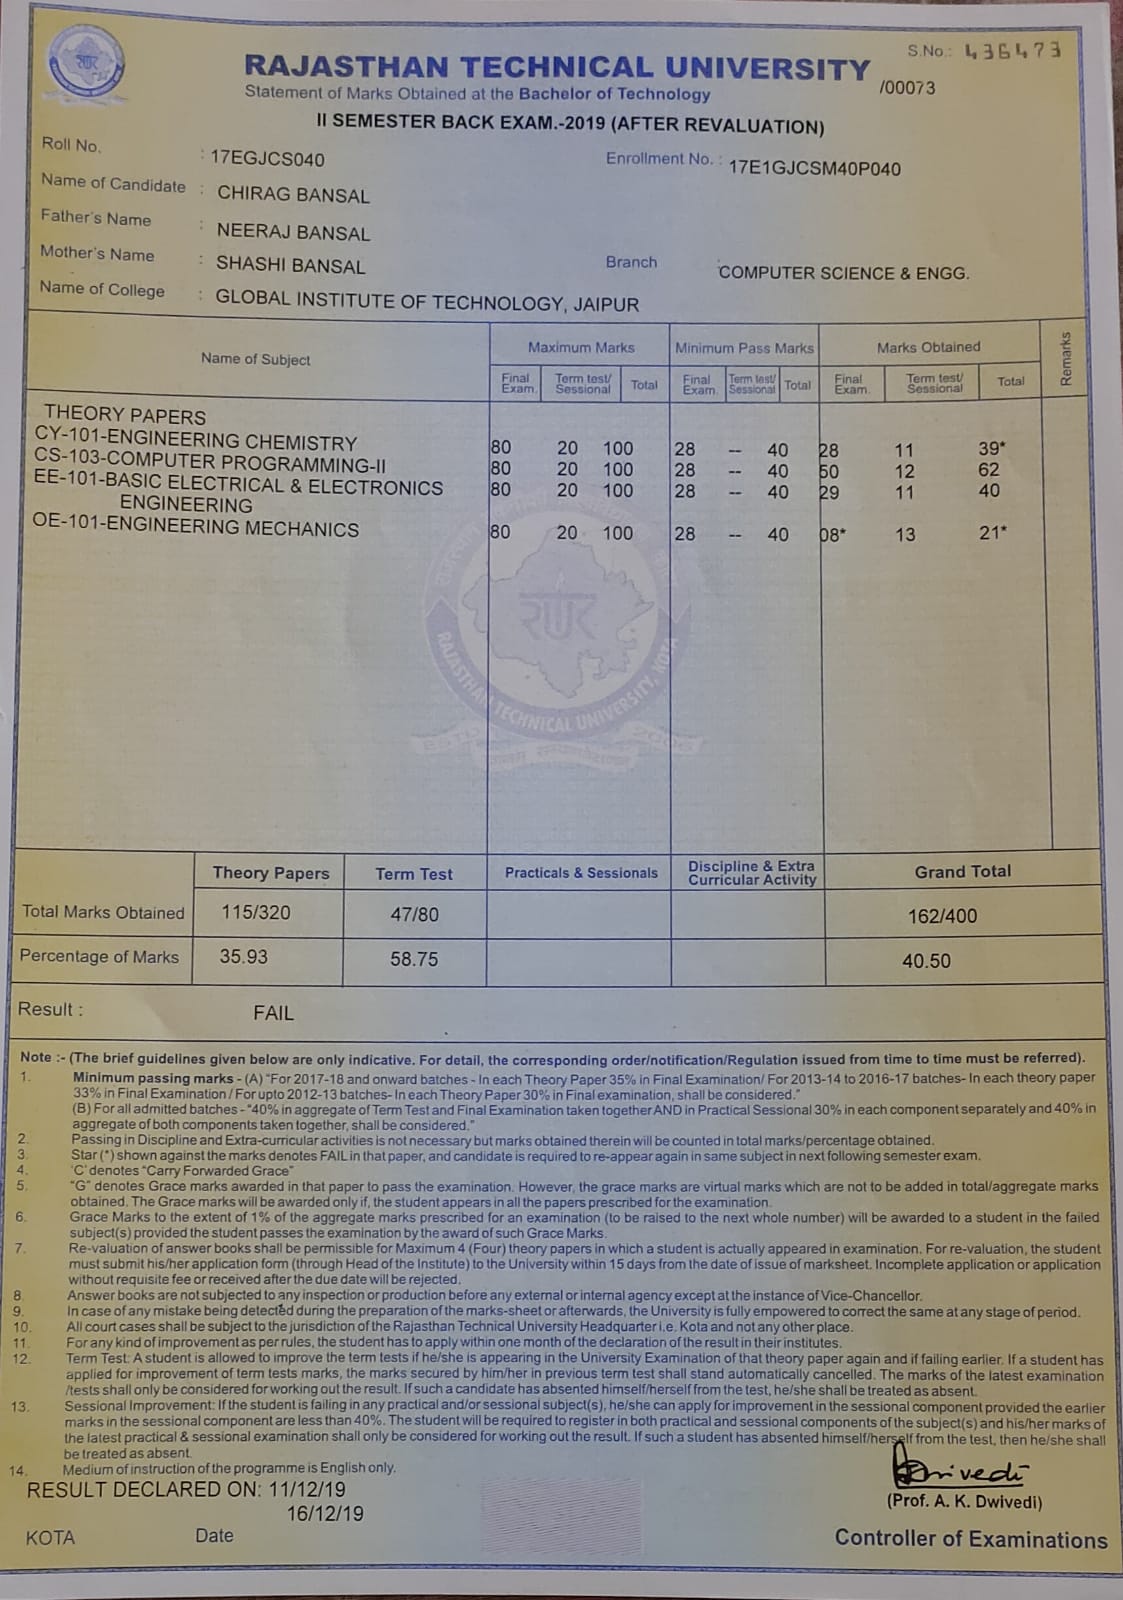 S.No.: 436473
RAJASTHAN TECHNICAL UNIVERSITY
/00073
Statement of Marks Obtained at the Bachelor of Technology
II SEMESTER BACK EXAM.-2019 (AFTER REVALUATION)
Roll No. : 17EGJCS040 Enrollment No. : 17E1GJCSM40P040
Name of Candidate : CHIRAG BANSAL
Father's Name : NEERAJ BANSAL
Mother's Name : SHASHI BANSAL Branch COMPUTER SCIENCE & ENGG.
Name of College : GLOBAL INSTITUTE OF TECHNOLOGY, JAIPUR
Name of Subject Maximum Marks Minimum Pass Marks Marks Obtained Remarks
Final Exam. Term test/ Sessional Total Final Exam. Term test/ Sessional Total Final Exam. Term test/ Sessional Total
THEORY PAPERS
CY-101-ENGINEERING CHEMISTRY 80 20 100 28 -- 40 28 11 39*
CS-103-COMPUTER PROGRAMMING-II 80 20 100 28 -- 40 50 12 62
EE-101-BASIC ELECTRICAL & ELECTRONICS 80 20 100 28 -- 40 29 11 40
ENGINEERING
OE-101-ENGINEERING MECHANICS 80 20 100 28 -- 40 08* 13 21*
RAJASTHAN TECHNICAL UNIVERSITY, KOTA
ESTD. 2006
Theory Papers Term Test Practicals & Sessionals Discipline & Extra Curricular Activity Grand Total
Total Marks Obtained 115/320 47/80 162/400
Percentage of Marks 35.93 58.75 40.50
Result : FAIL
Note :- (The brief guidelines given below are only indicative. For detail, the corresponding order/notification/Regulation issued from time to time must be referred).
1. Minimum passing marks - (A) "For 2017-18 and onward batches - In each Theory Paper 35% in Final Examination/ For 2013-14 to 2016-17 batches- In each theory paper
33% in Final Examination / For upto 2012-13 batches- In each Theory Paper 30% in Final examination, shall be considered."
(B) For all admitted batches - "40% in aggregate of Term Test and Final Examination taken together AND in Practical Sessional 30% in each component separately and 40% in
aggregate of both components taken together, shall be considered."
2. Passing in Discipline and Extra-curricular activities is not necessary but marks obtained therein will be counted in total marks/percentage obtained.
3. Star (*) shown against the marks denotes FAIL in that paper, and candidate is required to re-appear again in same subject in next following semester exam.
4. 'C' denotes "Carry Forwarded Grace"
5. "G" denotes Grace marks awarded in that paper to pass the examination. However, the grace marks are virtual marks which are not to be added in total/aggregate marks
obtained. The Grace marks will be awarded only if, the student appears in all the papers prescribed for the examination.
6. Grace Marks to the extent of 1% of the aggregate marks prescribed for an examination (to be raised to the next whole number) will be awarded to a student in the failed
subject(s) provided the student passes the examination by the award of such Grace Marks.
7. Re-valuation of answer books shall be permissible for Maximum 4 (Four) theory papers in which a student is actually appeared in examination. For re-valuation, the student
must submit his/her application form (through Head of the Institute) to the University within 15 days from the date of issue of marksheet. Incomplete application or application
without requisite fee or received after the due date will be rejected.
8. Answer books are not subjected to any inspection or production before any external or internal agency except at the instance of Vice-Chancellor.
9. In case of any mistake being detected during the preparation of the marks-sheet or afterwards, the University is fully empowered to correct the same at any stage of period.
10. All court cases shall be subject to the jurisdiction of the Rajasthan Technical University Headquarter i.e. Kota and not any other place.
11. For any kind of improvement as per rules, the student has to apply within one month of the declaration of the result in their institutes.
12. Term Test: A student is allowed to improve the term tests if he/she is appearing in the University Examination of that theory paper again and if failing earlier. If a student has
applied for improvement of term tests marks, the marks secured by him/her in previous term test shall stand automatically cancelled. The marks of the latest examination
/tests shall only be considered for working out the result. If such a candidate has absented himself/herself from the test, he/she shall be treated as absent.
13. Sessional Improvement: If the student is failing in any practical and/or sessional subject(s), he/she can apply for improvement in the sessional component provided the earlier
marks in the sessional component are less than 40%. The student will be required to register in both practical and sessional components of the subject(s) and his/her marks of
the latest practical & sessional examination shall only be considered for working out the result. If such a student has absented himself/herself from the test, then he/she shall
be treated as absent.
14. Medium of instruction of the programme is English only.
RESULT DECLARED ON: 11/12/19
16/12/19
Dwivedi
(Prof. A. K. Dwivedi)
KOTA Date Controller of Examinations